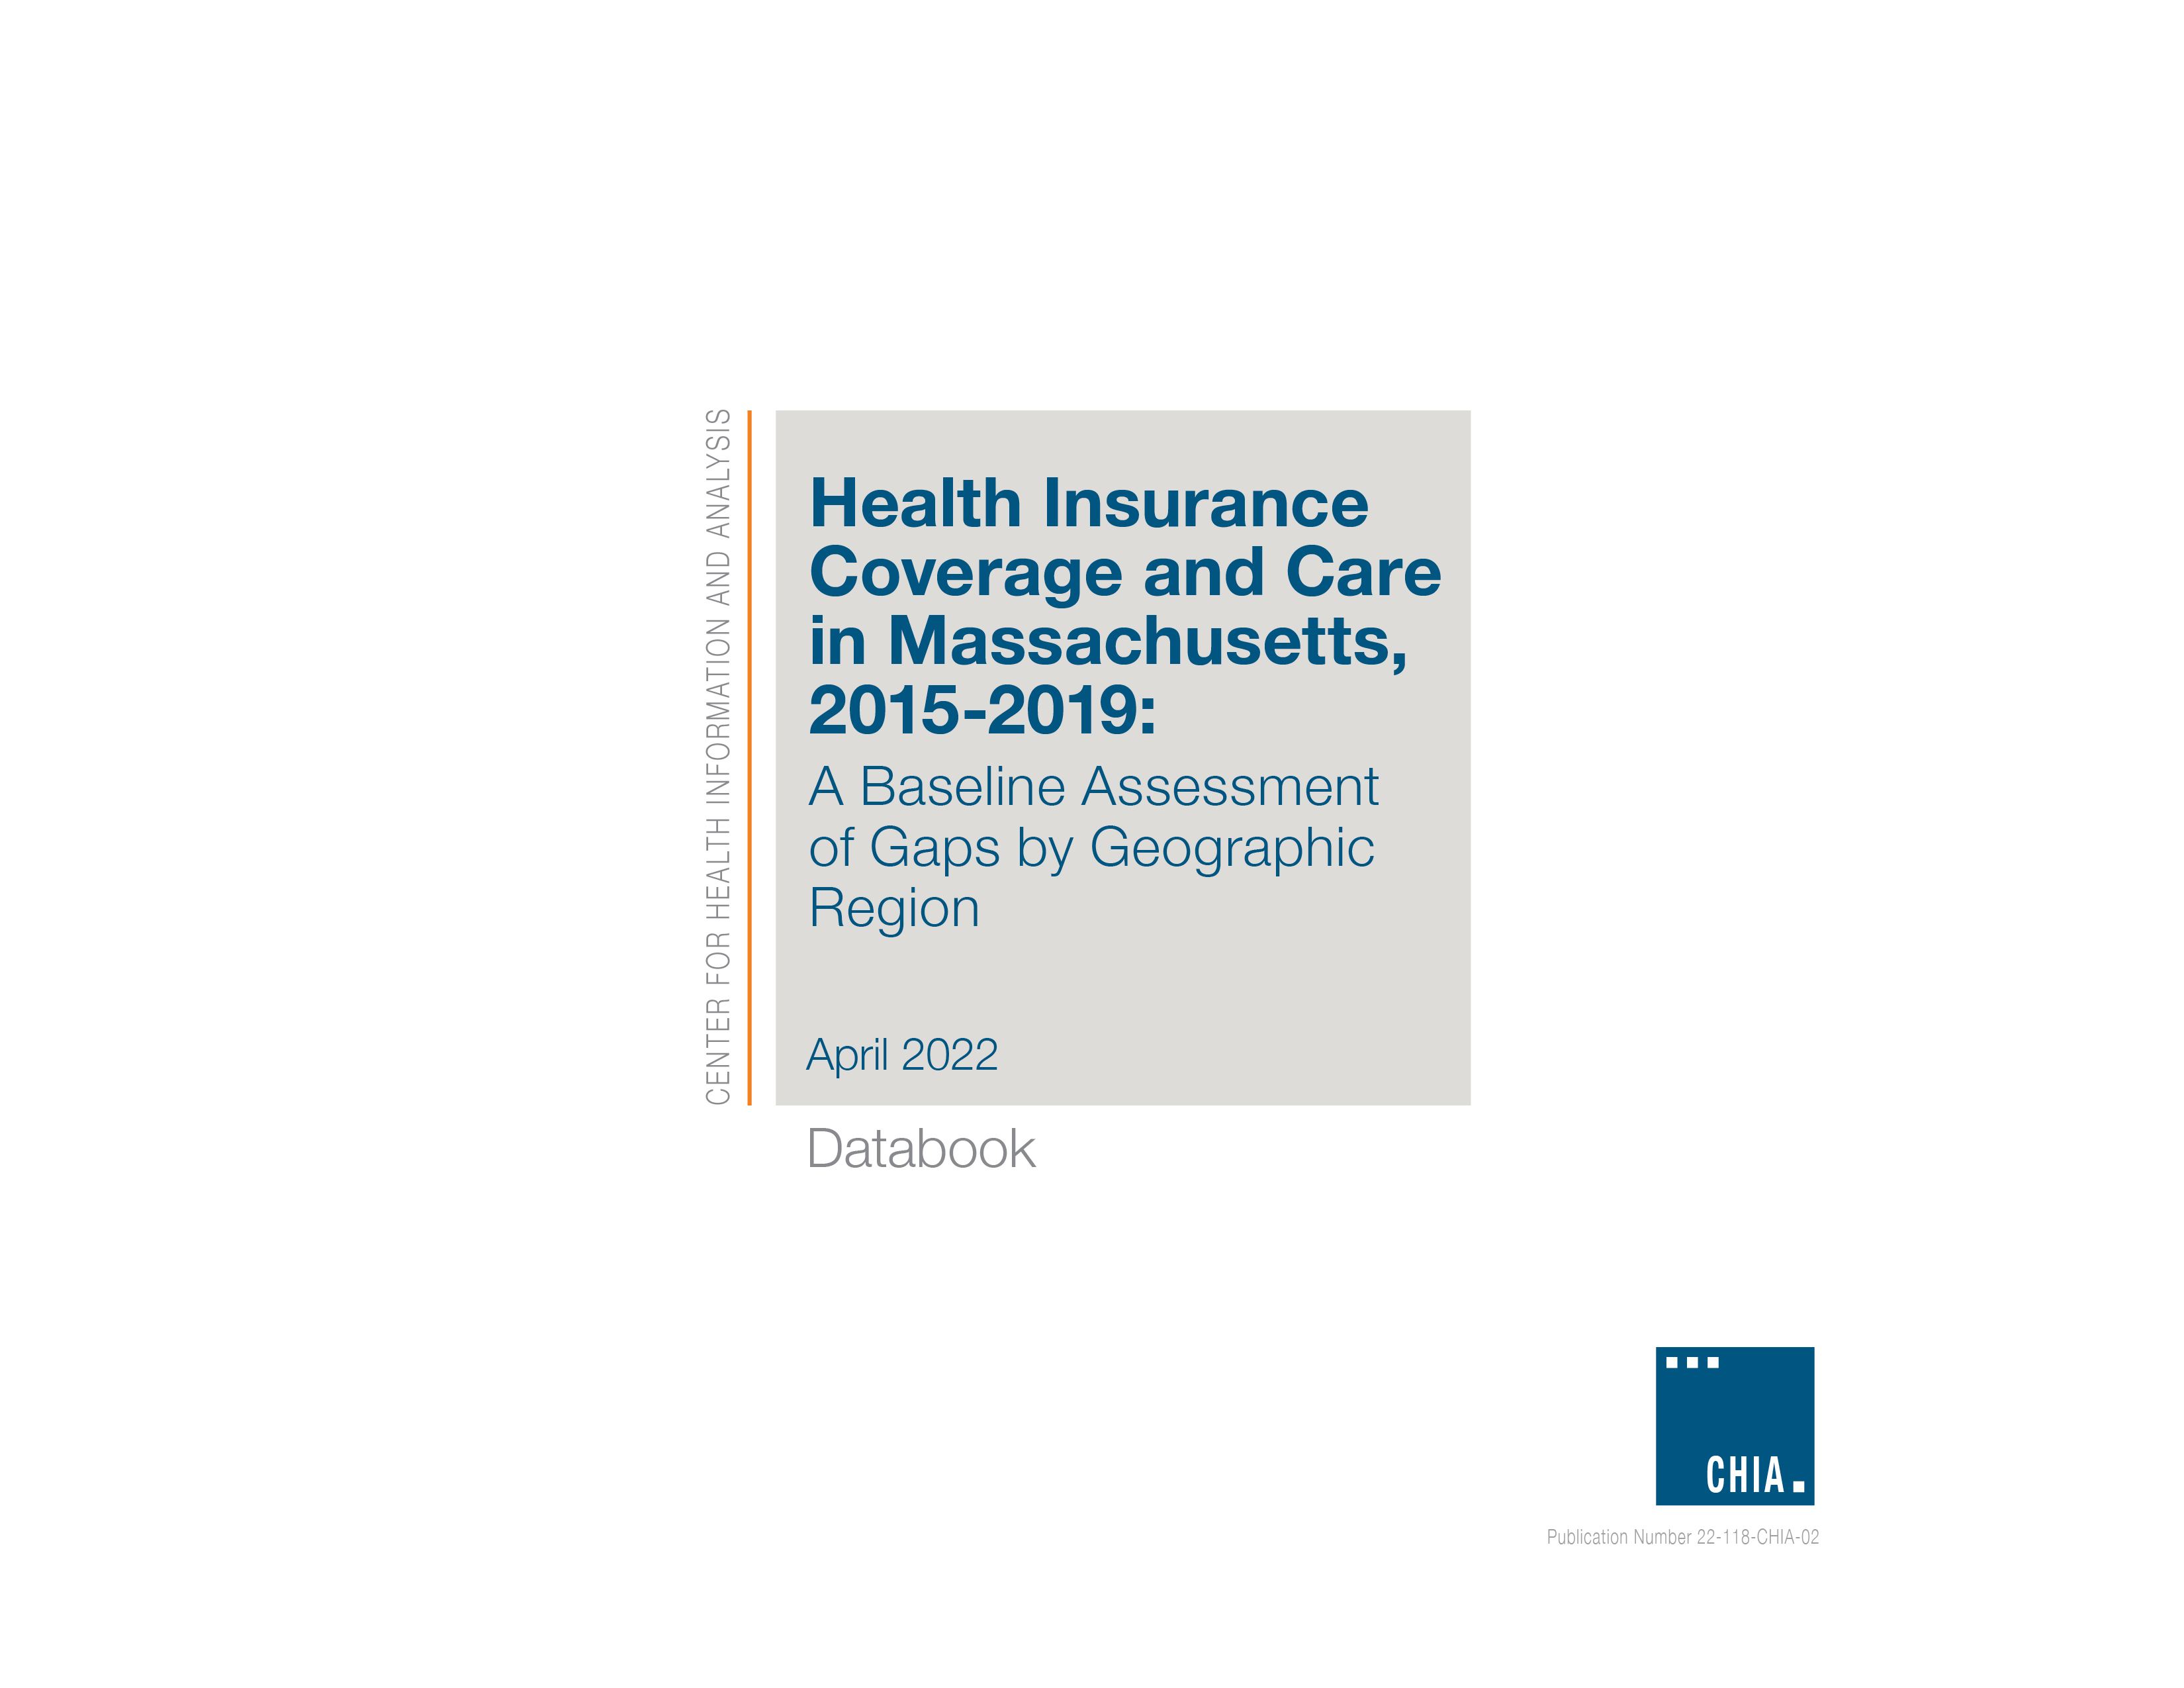 CENTER FOR HEALTH INFORMATION AND ANALYSIS
Health Insurance
Coverage and Care
in Massachusetts,
2015-2019:
A Baseline Assessment
of Gaps by Geographic
Region
April 2022
Databook
CHIA.
Publication Number 22-118-CHIA-02